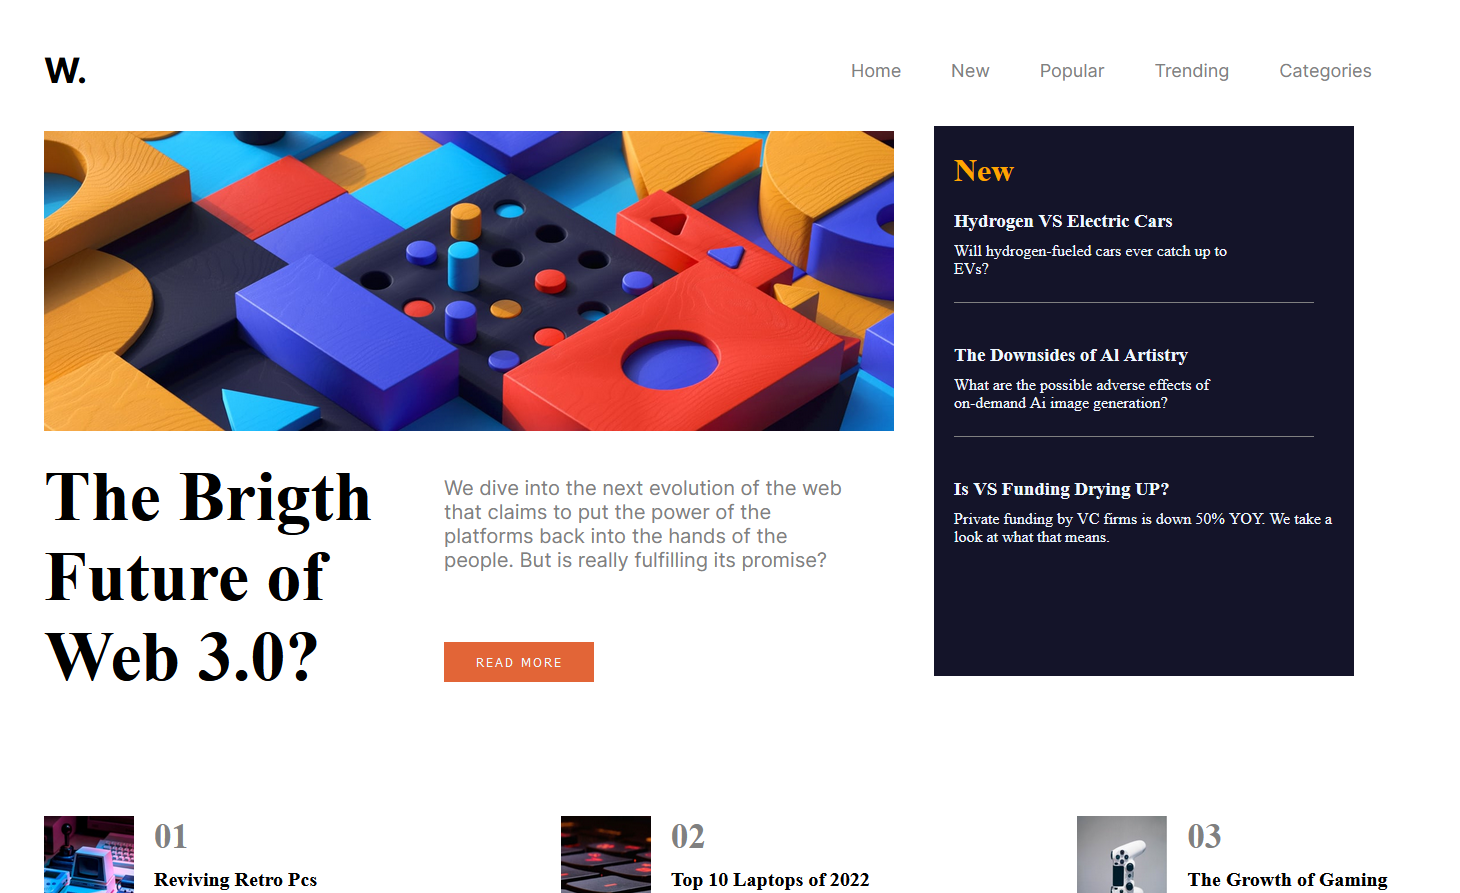 W.
Home New Popular Trending Categories
The Brigth
Future of
Web 3.0?
We dive into the next evolution of the web
that claims to put the power of the
platforms back into the hands of the
people. But is really fulfilling its promise?
READ MORE
New
Hydrogen VS Electric Cars
Will hydrogen-fueled cars ever catch up to
EVs?
The Downsides of Al Artistry
What are the possible adverse effects of
on-demand Ai image generation?
Is VS Funding Drying UP?
Private funding by VC firms is down 50% YOY. We take a
look at what that means.
01
Reviving Retro Pcs
02
Top 10 Laptops of 2022
03
The Growth of Gaming